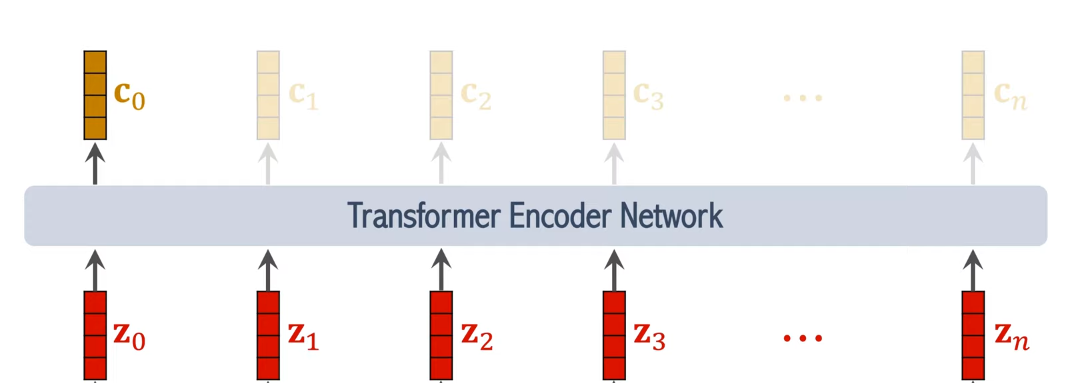 c₀ c₁ c₂ c₃ ... cₙ
Transformer Encoder Network
z₀ z₁ z₂ z₃ ... zₙ